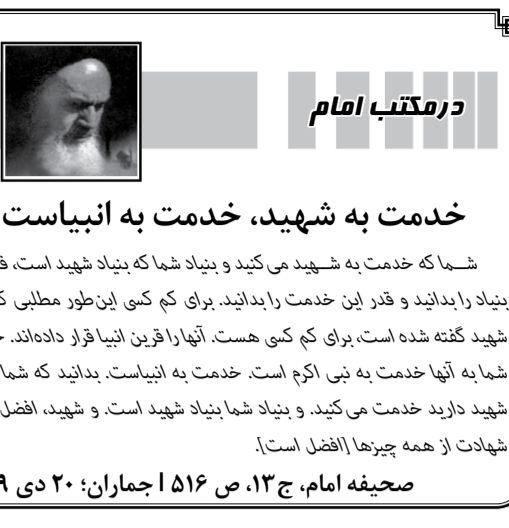 درمکتب امام
خدمت به شهید، خدمت به انبیاست
شـما که خدمت به شـهید می‌کنید و بنیاد شما که بنیاد شهید است،
بنیاد را بدانید و قدر این خدمت را بدانید. برای کم کسی این‌طور مطلبی
شهید گفته شده است، برای کم کسی هست. آنها را قرین انبیا قرار داده‌اند.
شما به آنها خدمت به نبی اکرم است. خدمت به انبیاست. بدانید که شما
شهید دارید خدمت می‌کنید. و بنیاد شما بنیاد شهید است. و شهید، افضل
شهادت از همه چیزها [افضل است].
صحیفه امام، ج۱۳، ص ۵۱۶ | جماران؛ ۲۰ دی